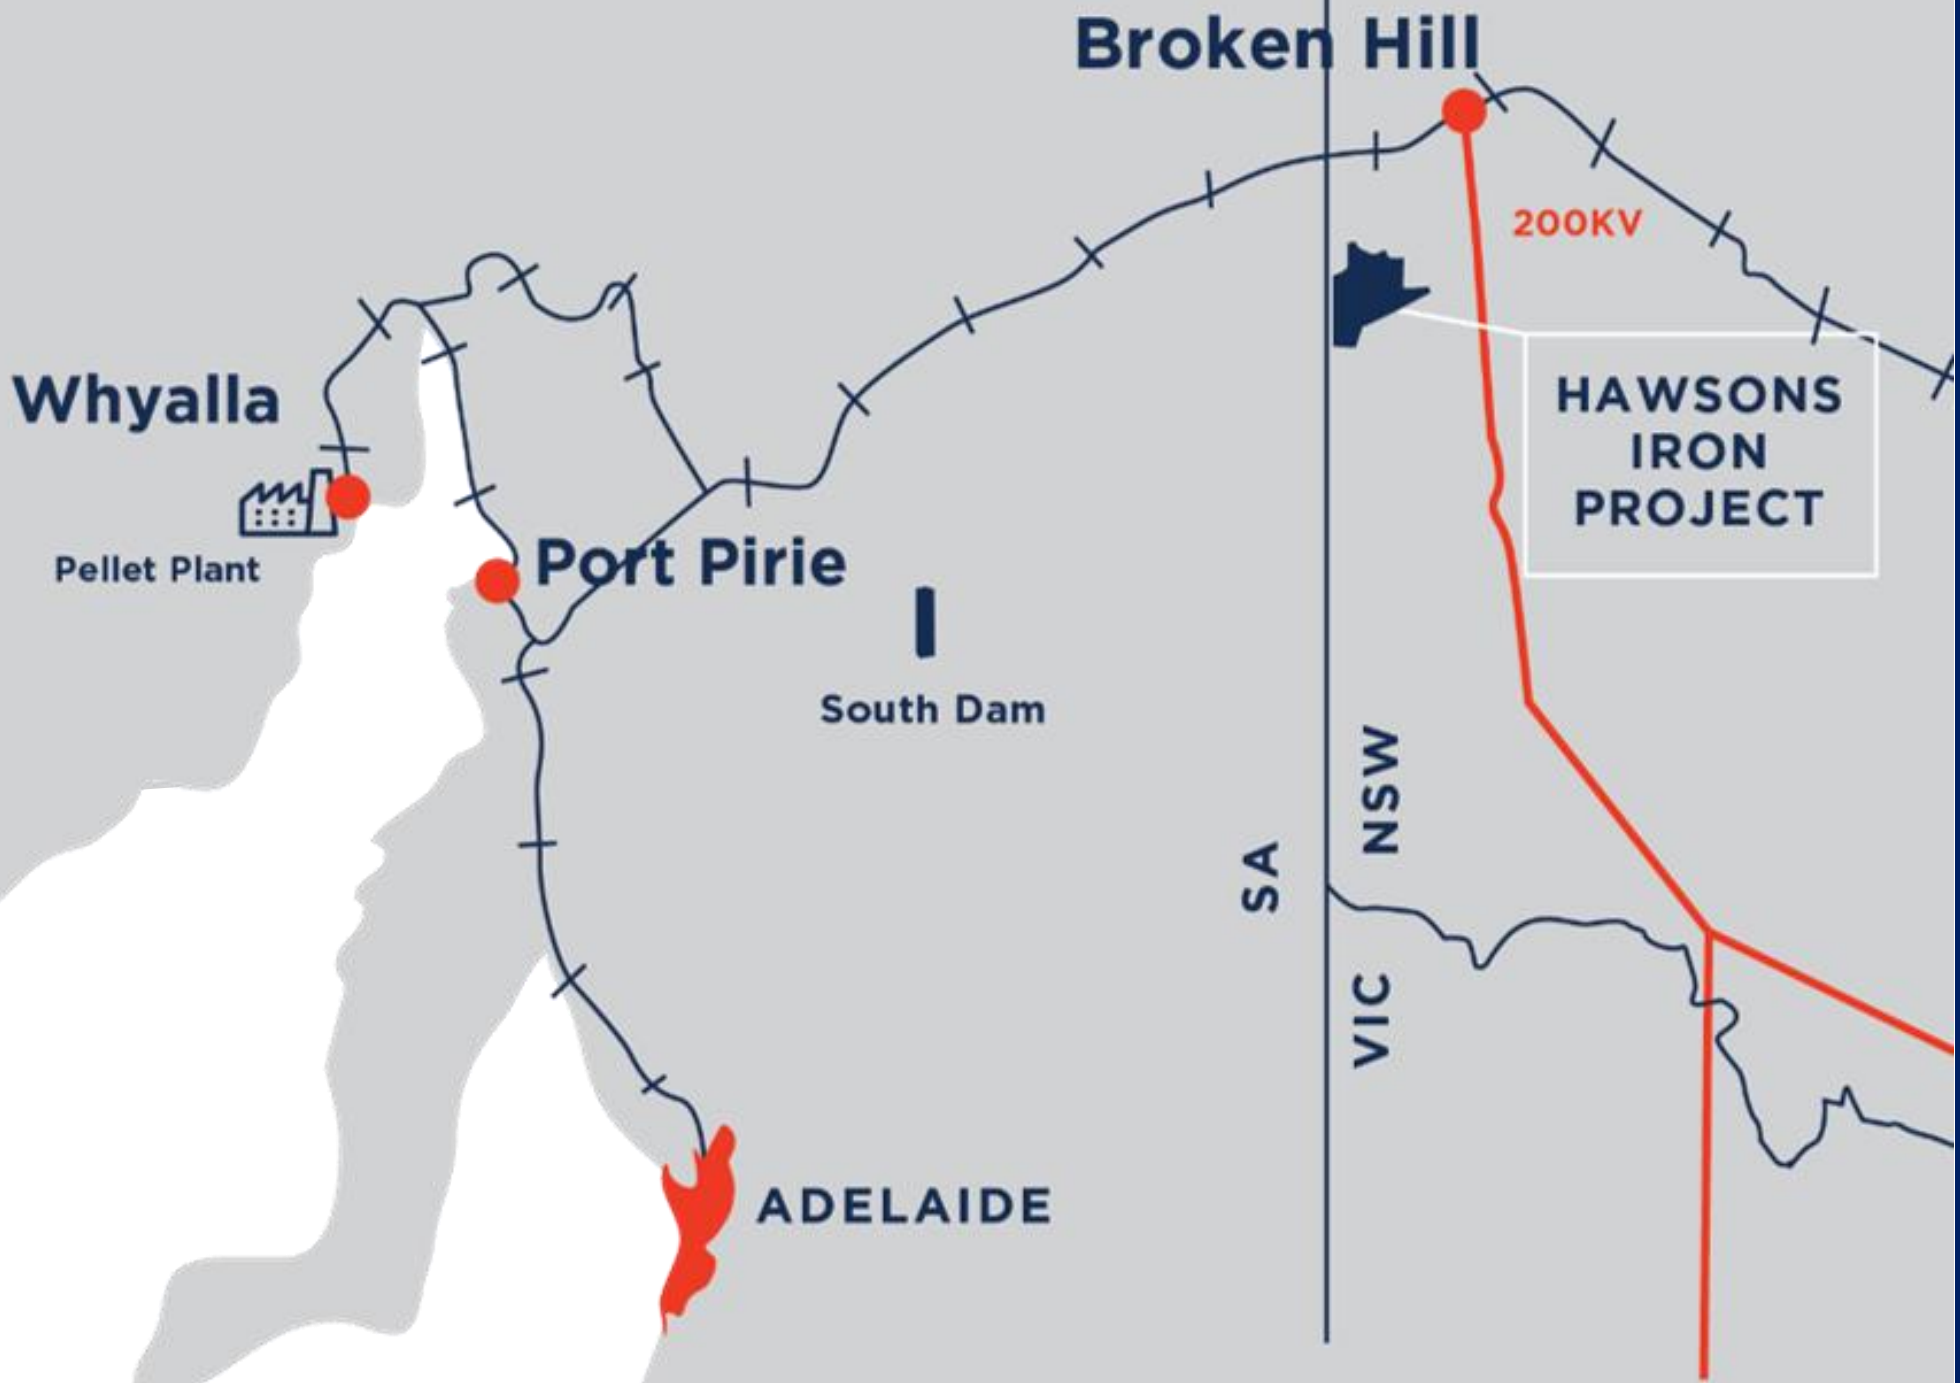 Broken Hill
200KV
HAWSONS
IRON
PROJECT
Whyalla
Pellet Plant
Port Pirie
South Dam
NSW
SA
VIC
ADELAIDE